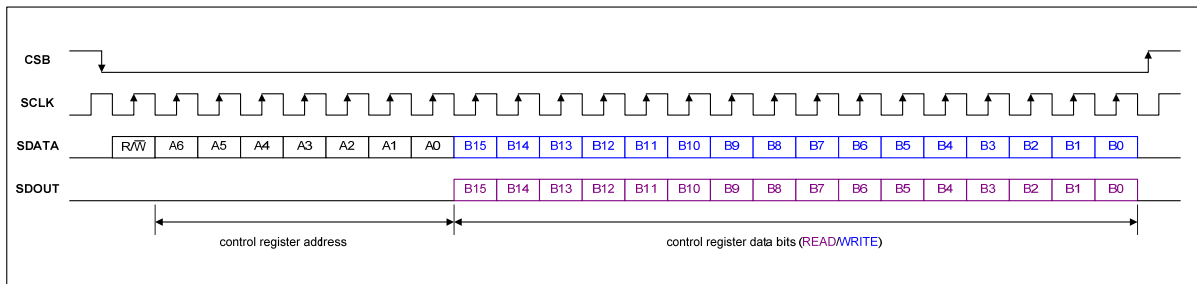 CSB
SCLK
SDATA R/W̅ A6 A5 A4 A3 A2 A1 A0 B15 B14 B13 B12 B11 B10 B9 B8 B7 B6 B5 B4 B3 B2 B1 B0
SDOUT B15 B14 B13 B12 B11 B10 B9 B8 B7 B6 B5 B4 B3 B2 B1 B0
control register address control register data bits (READ/WRITE)